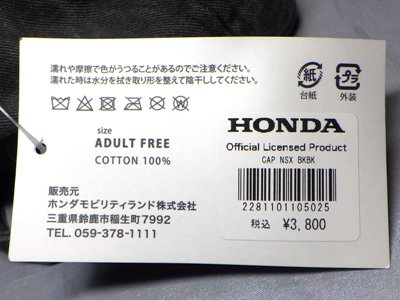 濡れや摩擦で色がうつることがあるのでご注意ください。
濡れた時は水分を拭き取り形を整えて陰干ししてください。
size
ADULT FREE
COTTON 100%
販売元
ホンダモビリティランド株式会社
三重県鈴鹿市稲生町7992
TEL. 059-378-1111
紙
台紙
プラ
外装
HONDA
Official Licensed Product
CAP NSX BKBK
2281101105025
税込 ¥3,800